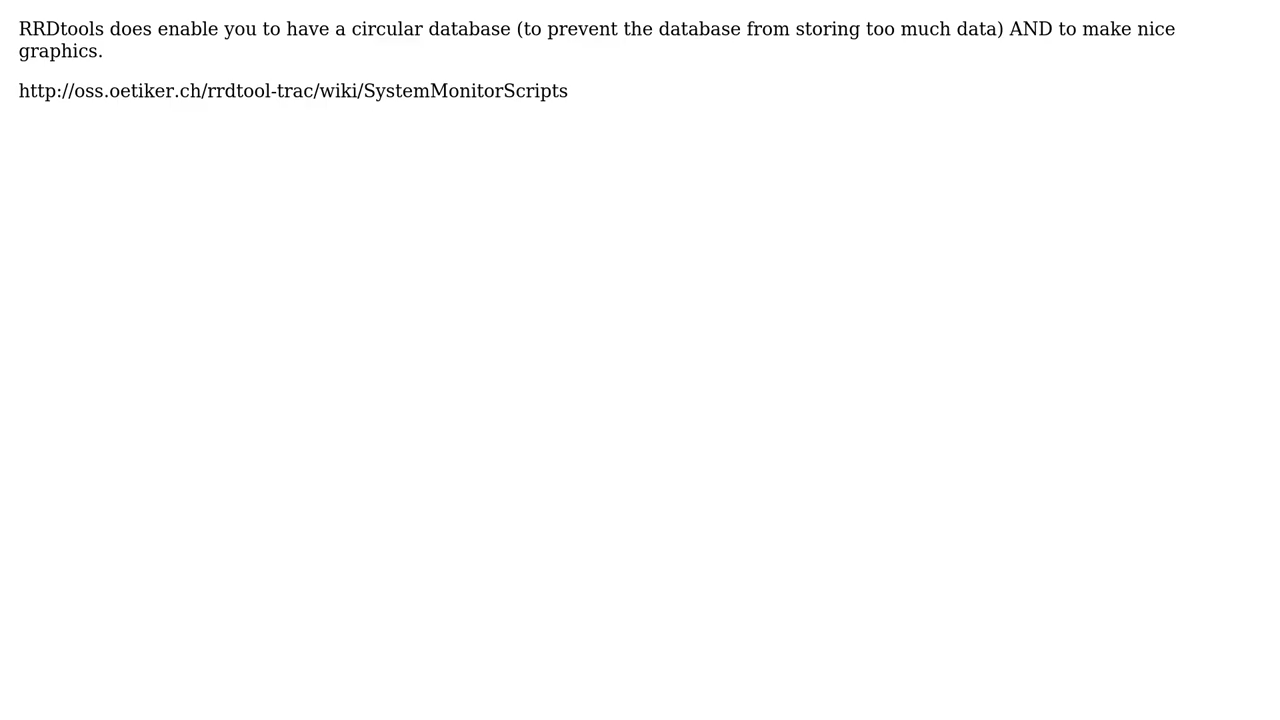 RRDtools does enable you to have a circular database (to prevent the database from storing too much data) AND to make nice
graphics.
http://oss.oetiker.ch/rrdtool-trac/wiki/SystemMonitorScripts